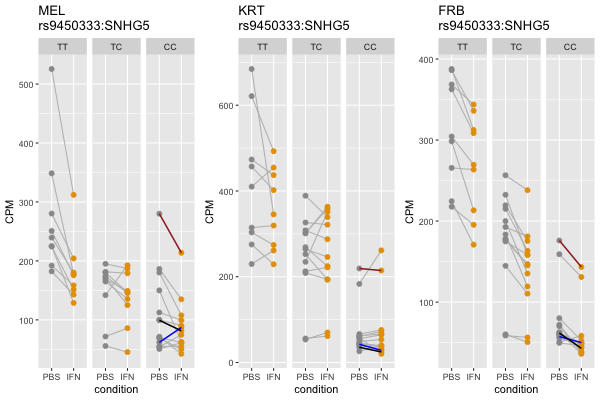 MEL
rs9450333:SNHG5
TT TC CC
500
400
300
200
100
CPM
PBS IFN PBS IFN PBS IFN
condition
KRT
rs9450333:SNHG5
TT TC CC
600
400
200
0
CPM
PBS IFN PBS IFN PBS IFN
condition
FRB
rs9450333:SNHG5
TT TC CC
400
300
200
100
CPM
PBS IFN PBS IFN PBS IFN
condition